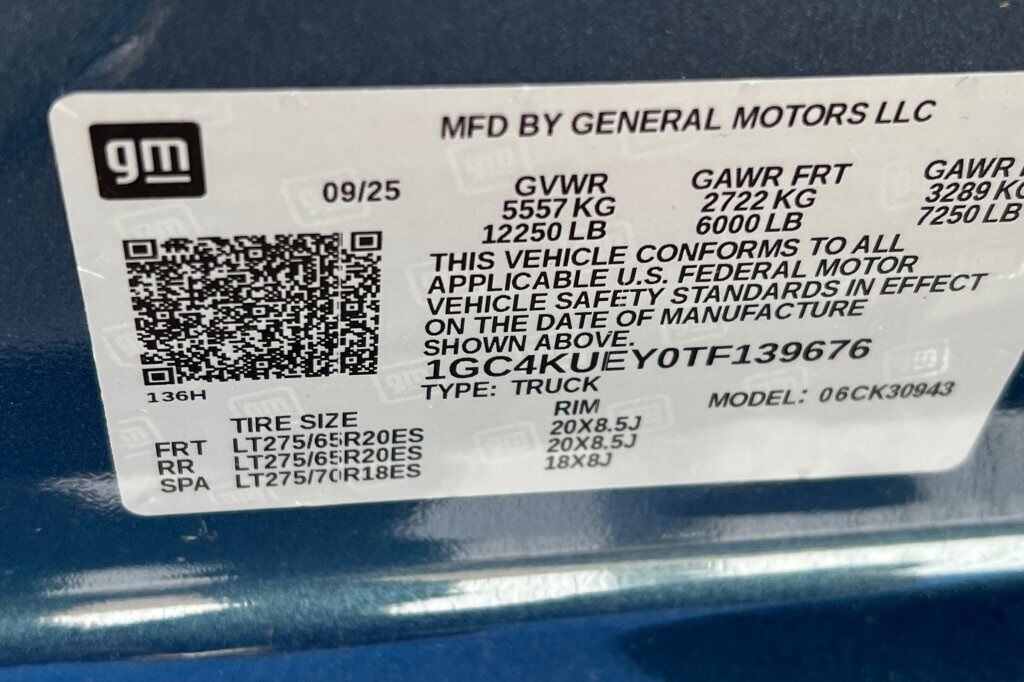 gm
MFD BY GENERAL MOTORS LLC
09/25
GVWR GAWR FRT GAWR
5557 KG 2722 KG 3289
12250 LB 6000 LB 7250 LB
THIS VEHICLE CONFORMS TO ALL
APPLICABLE U.S. FEDERAL MOTOR
VEHICLE SAFETY STANDARDS IN EFFECT
ON THE DATE OF MANUFACTURE
SHOWN ABOVE.
1GC4KUEY0TF139676
136H
TYPE: TRUCK MODEL: 06CK30943
TIRE SIZE RIM
FRT LT275/65R20ES 20X8.5J
RR LT275/65R20ES 20X8.5J
SPA LT275/70R18ES 18X8J